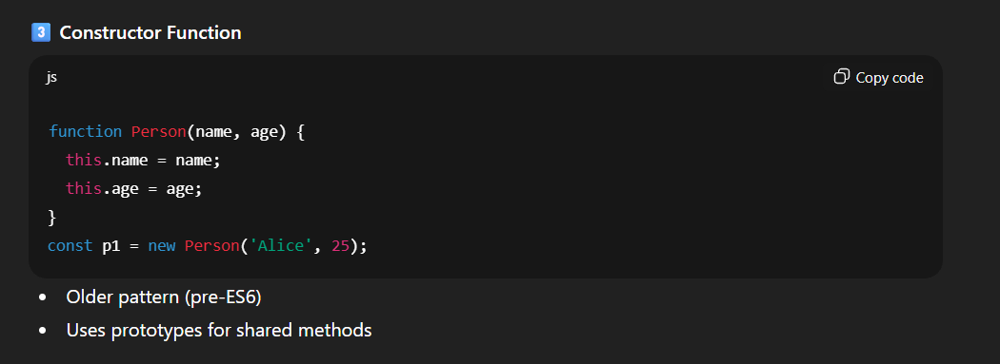 3 Constructor Function
js
Copy code
function Person(name, age) {
  this.name = name;
  this.age = age;
}
const p1 = new Person('Alice', 25);
• Older pattern (pre-ES6)
• Uses prototypes for shared methods